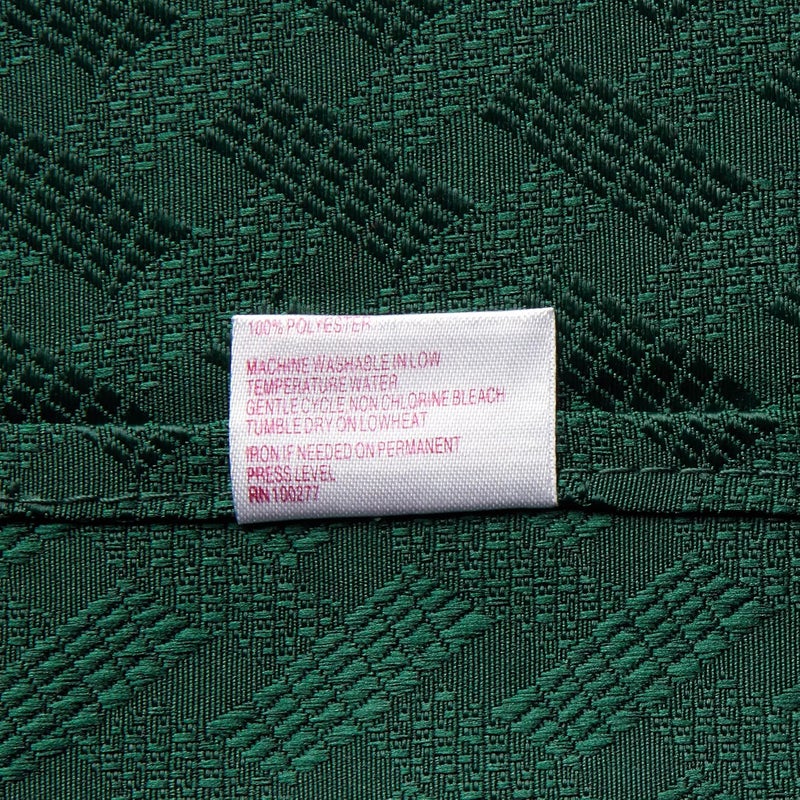 100% POLYESTER
MACHINE WASHABLE IN LOW
TEMPERATURE WATER
GENTLE CYCLE NON CHLORINE BLEACH
TUMBLE DRY ON LOW HEAT
IRON IF NEEDED ON PERMANENT
PRESS LEVEL
RN 100277